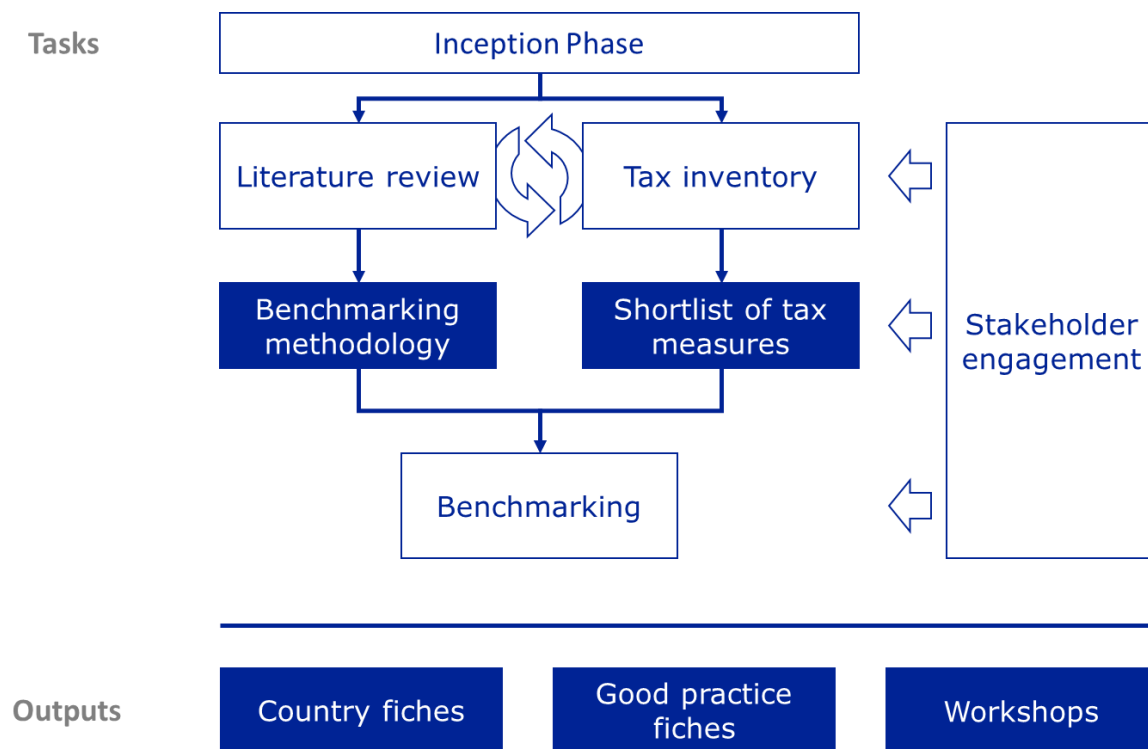 Tasks
Inception Phase
Literature review
Tax inventory
Benchmarking
methodology
Shortlist of tax
measures
Stakeholder
engagement
Benchmarking
Outputs
Country fiches
Good practice
fiches
Workshops